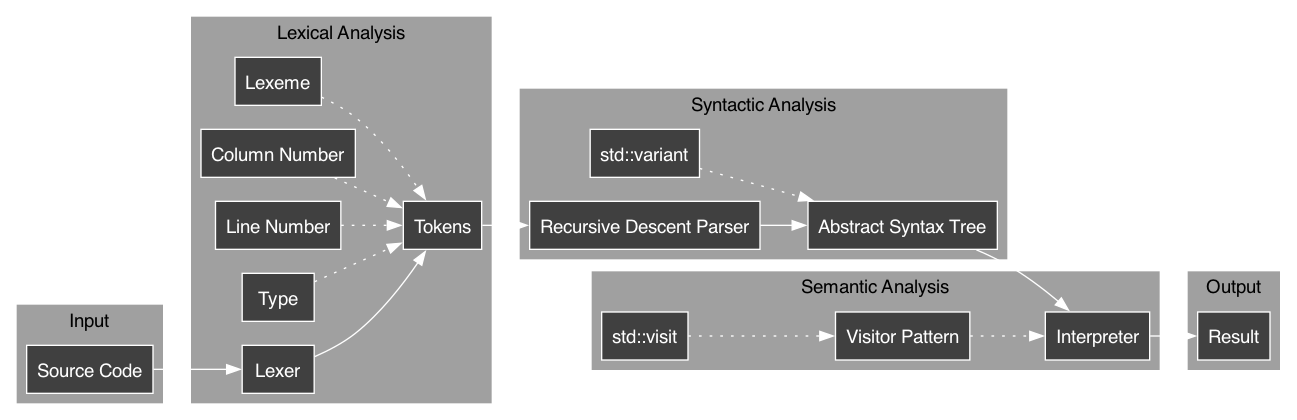 Input
Source Code
Lexical Analysis
Lexeme
Column Number
Line Number
Type
Lexer
Tokens
Syntactic Analysis
std::variant
Recursive Descent Parser
Abstract Syntax Tree
Semantic Analysis
std::visit
Visitor Pattern
Interpreter
Output
Result